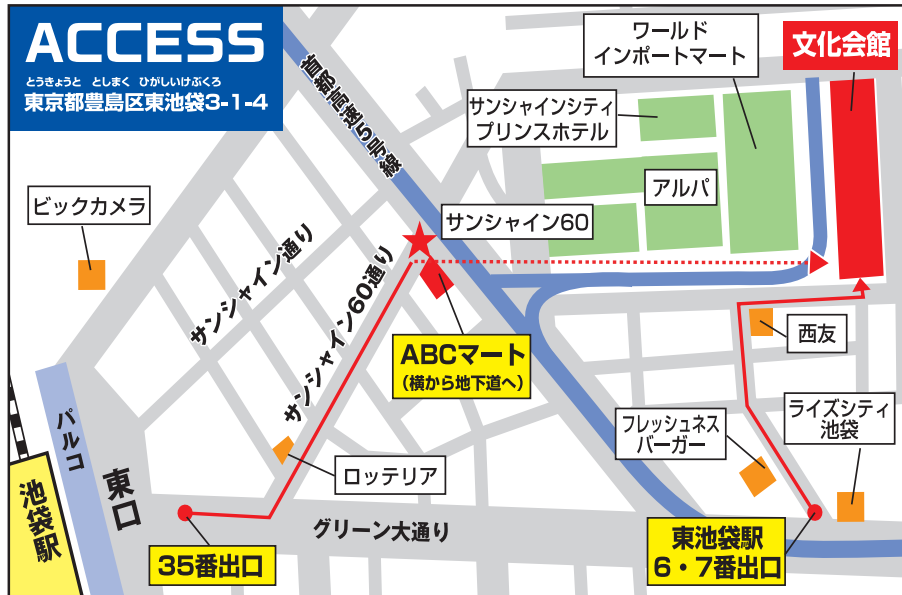 ACCESS
とうきょうと としまく ひがしいけぶくろ
東京都豊島区東池袋3-1-4
首都高速5号線
ワールド
インポートマート
文化会館
サンシャインシティ
プリンスホテル
アルパ
ビックカメラ
サンシャイン60
サンシャイン通り
サンシャイン60通り
ABCマート
(横から地下道へ)
西友
ライズシティ
池袋
フレッシュネス
バーガー
パルコ
ロッテリア
東口
池袋駅
グリーン大通り
35番出口
東池袋駅
6・7番出口